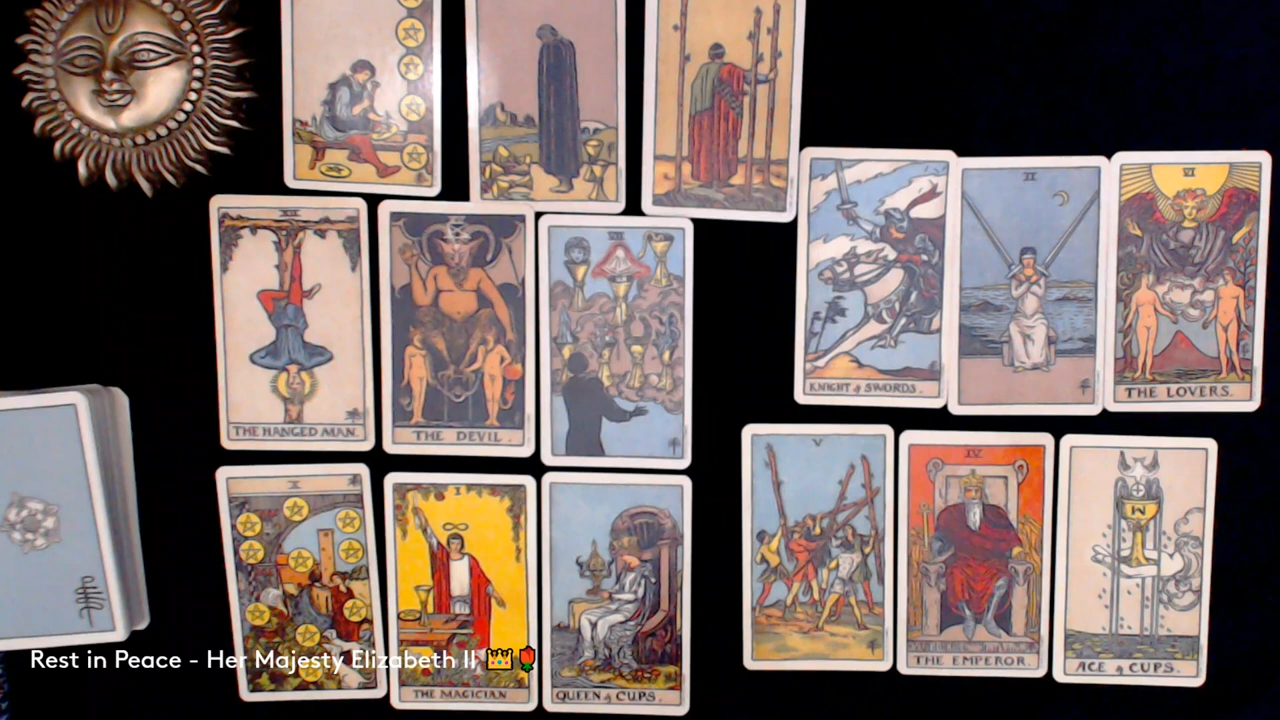 XII
THE HANGED MAN.
THE DEVIL.
VII
KNIGHT of SWORDS.
II
VI
THE LOVERS.
X
I
THE MAGICIAN
QUEEN of CUPS.
V
IV
THE EMPEROR.
ACE of CUPS.
Rest in Peace - Her Majesty Elizabeth II 👑🌹